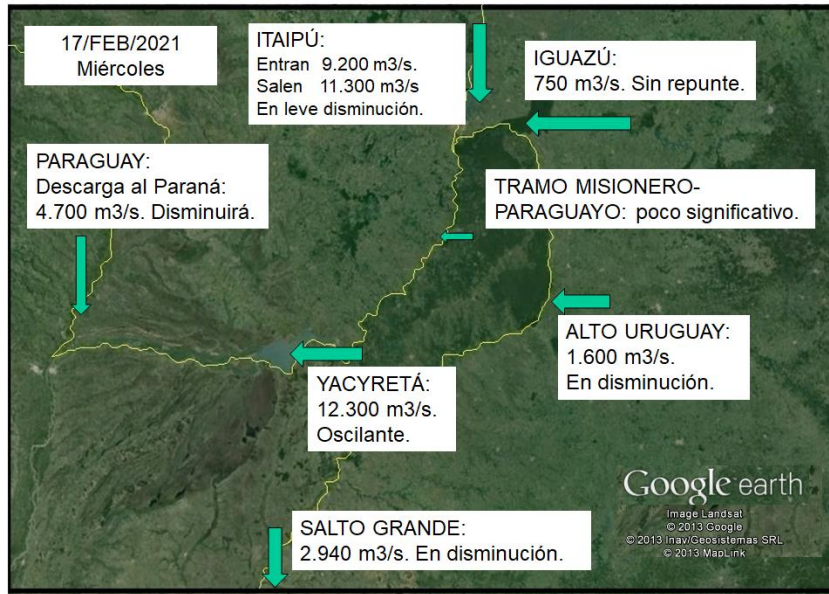 17/FEB/2021
Miércoles
ITAIPÚ:
Entran 9.200 m3/s.
Salen 11.300 m3/s
En leve disminución.
IGUAZÚ:
750 m3/s. Sin repunte.
PARAGUAY:
Descarga al Paraná:
4.700 m3/s. Disminuirá.
TRAMO MISIONERO-
PARAGUAYO: poco significativo.
ALTO URUGUAY:
1.600 m3/s.
En disminución.
YACYRETÁ:
12.300 m3/s.
Oscilante.
SALTO GRANDE:
2.940 m3/s. En disminución.
Google earth
Image Landsat
© 2013 Google
© 2013 Inav/Geosistemas SRL
© 2013 MapLink